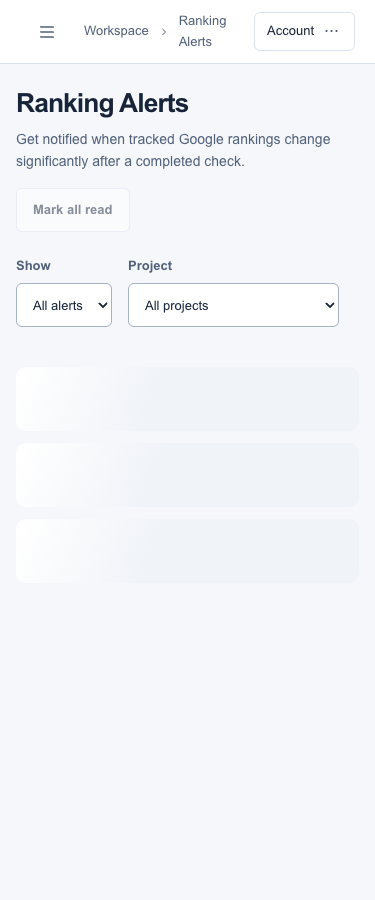 Workspace
Ranking
Alerts
Account ···
Ranking Alerts
Get notified when tracked Google rankings change
significantly after a completed check.
Mark all read
Show
Project
All alerts
All projects